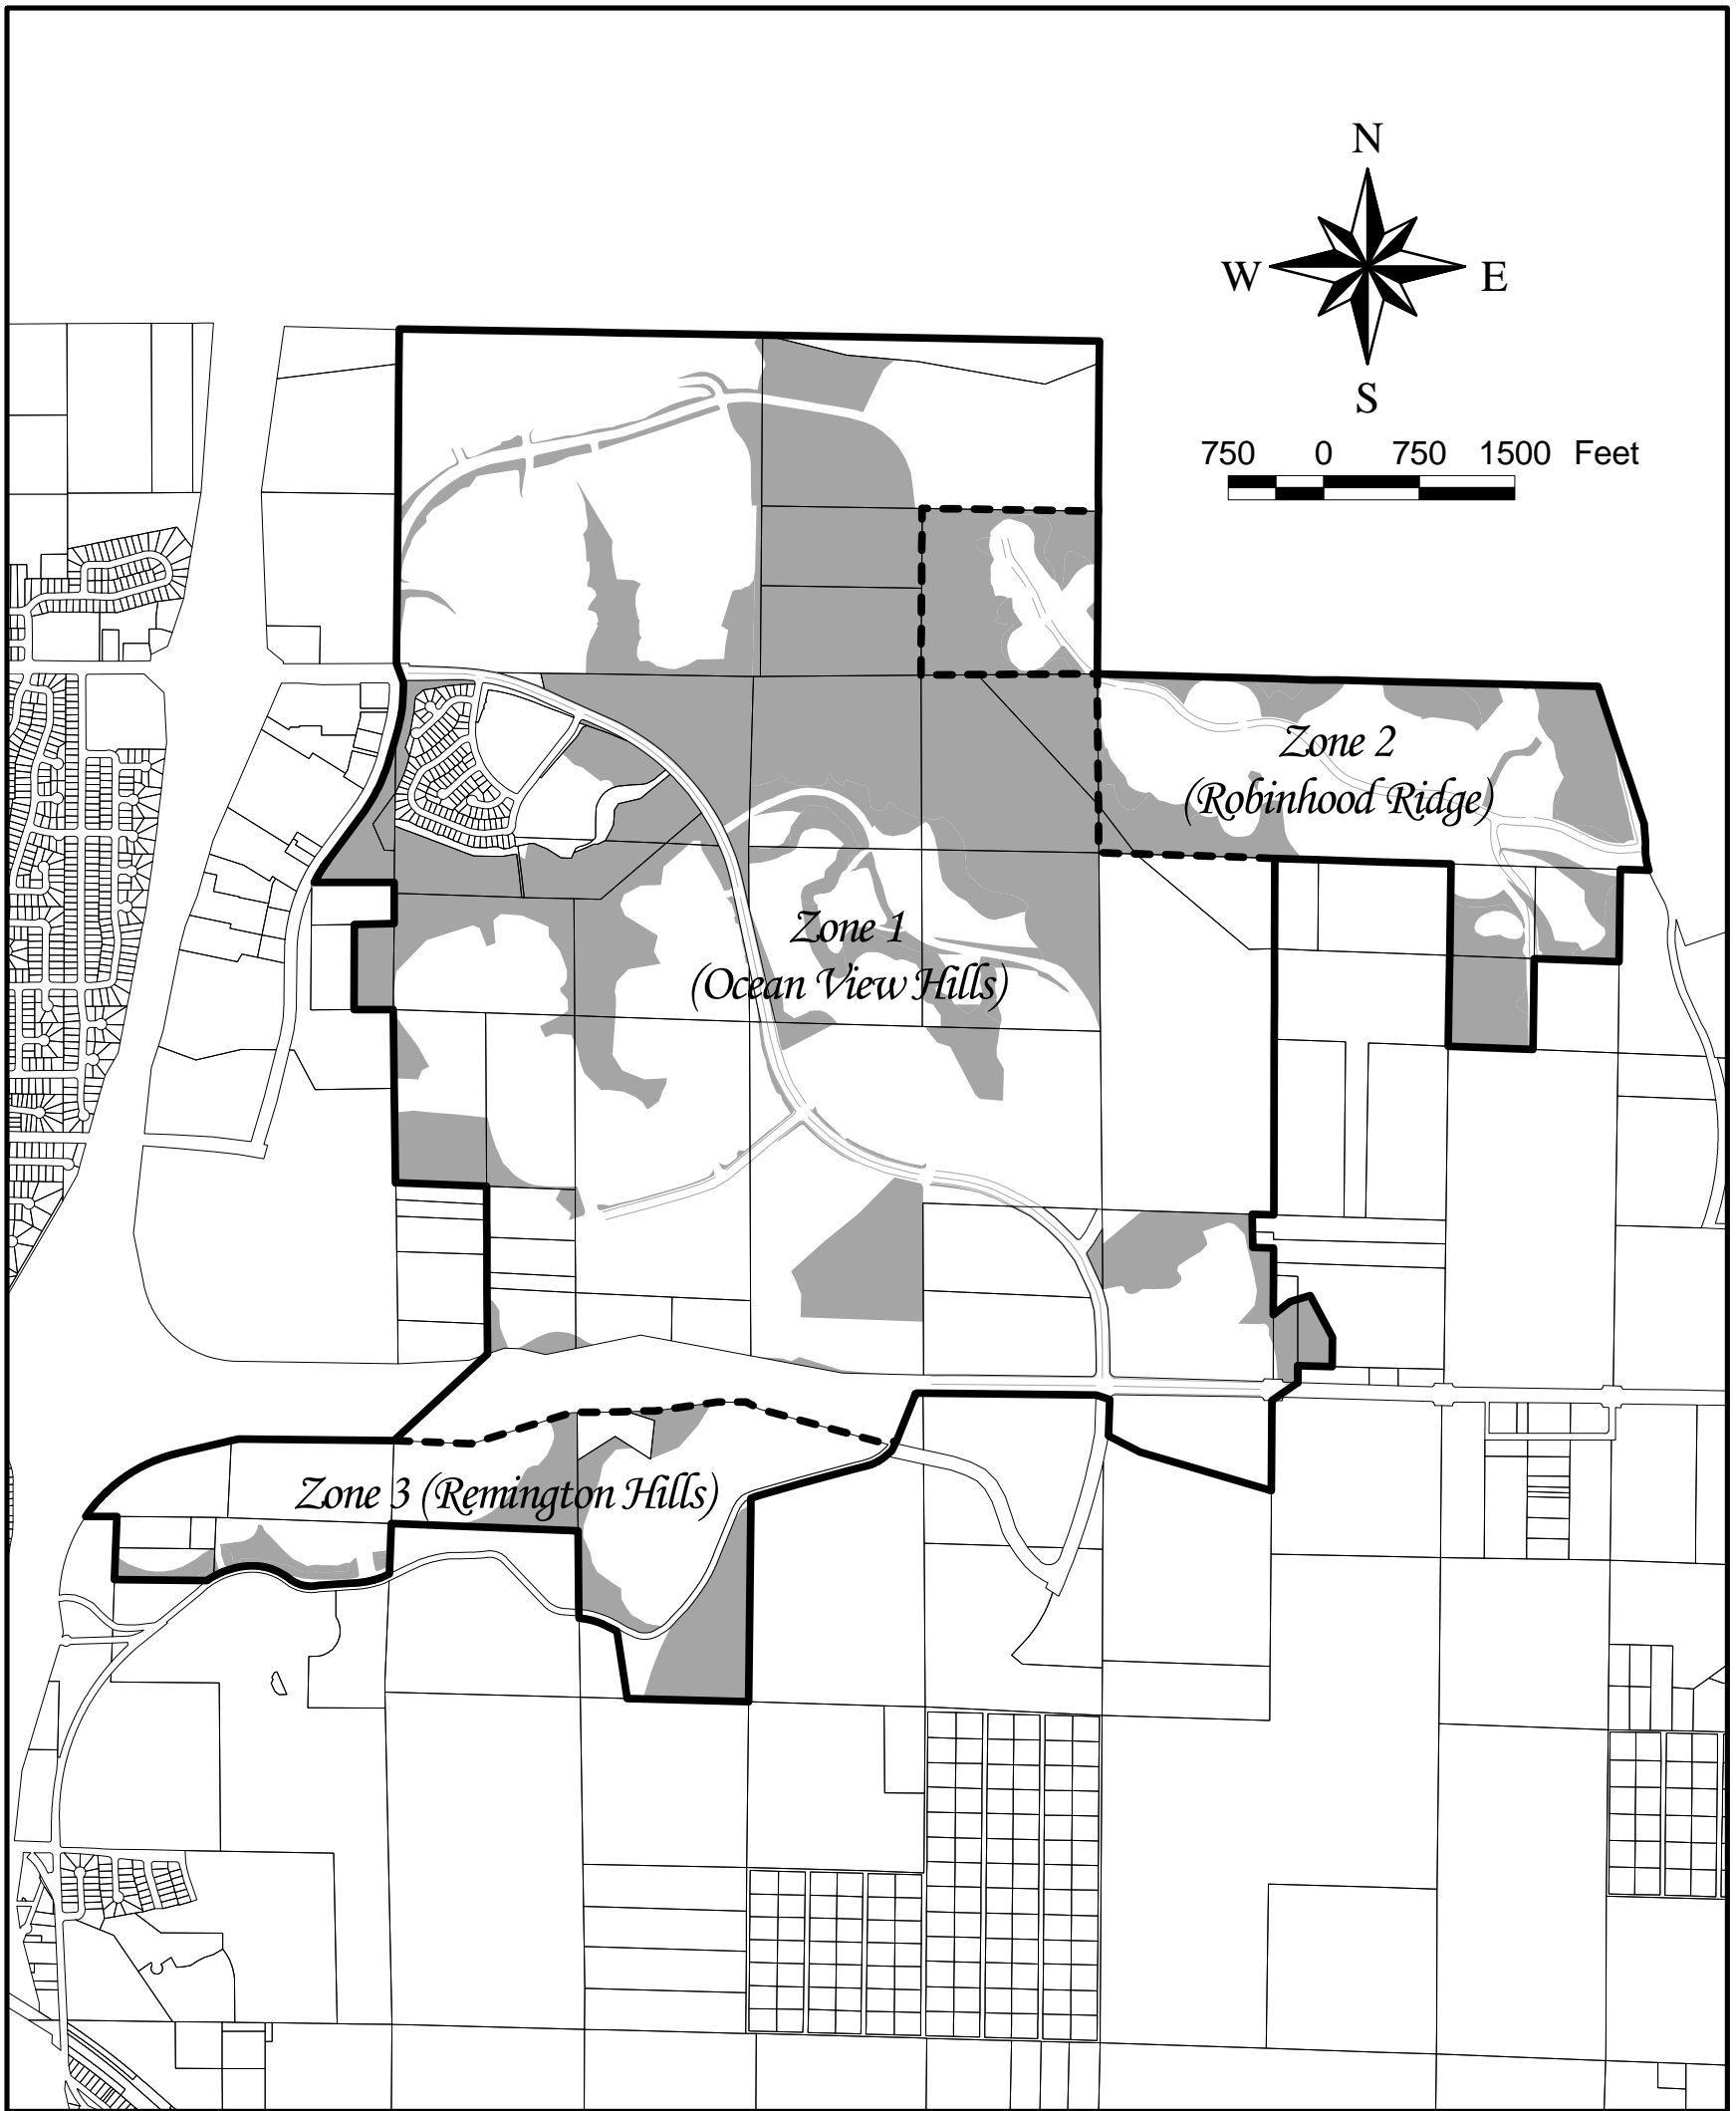 N
W E
S
750 0 750 1500 Feet
Zone 2
(Robinhood Ridge)
Zone 1
(Ocean View Hills)
Zone 3 (Remington Hills)